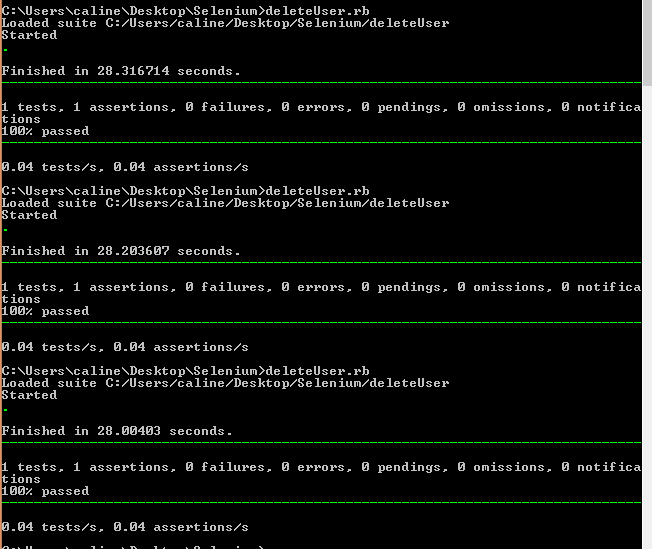 C:\Users\caline\Desktop\Selenium>deleteUser.rb
Loaded suite C:/Users/caline/Desktop/Selenium/deleteUser
Started
.
Finished in 28.316714 seconds.
1 tests, 1 assertions, 0 failures, 0 errors, 0 pendings, 0 omissions, 0 notifica
tions
100% passed
0.04 tests/s, 0.04 assertions/s
C:\Users\caline\Desktop\Selenium>deleteUser.rb
Loaded suite C:/Users/caline/Desktop/Selenium/deleteUser
Started
.
Finished in 28.203607 seconds.
1 tests, 1 assertions, 0 failures, 0 errors, 0 pendings, 0 omissions, 0 notifica
tions
100% passed
0.04 tests/s, 0.04 assertions/s
C:\Users\caline\Desktop\Selenium>deleteUser.rb
Loaded suite C:/Users/caline/Desktop/Selenium/deleteUser
Started
.
Finished in 28.00403 seconds.
1 tests, 1 assertions, 0 failures, 0 errors, 0 pendings, 0 omissions, 0 notifica
tions
100% passed
0.04 tests/s, 0.04 assertions/s
C:\Users\caline\Desktop\Selenium>